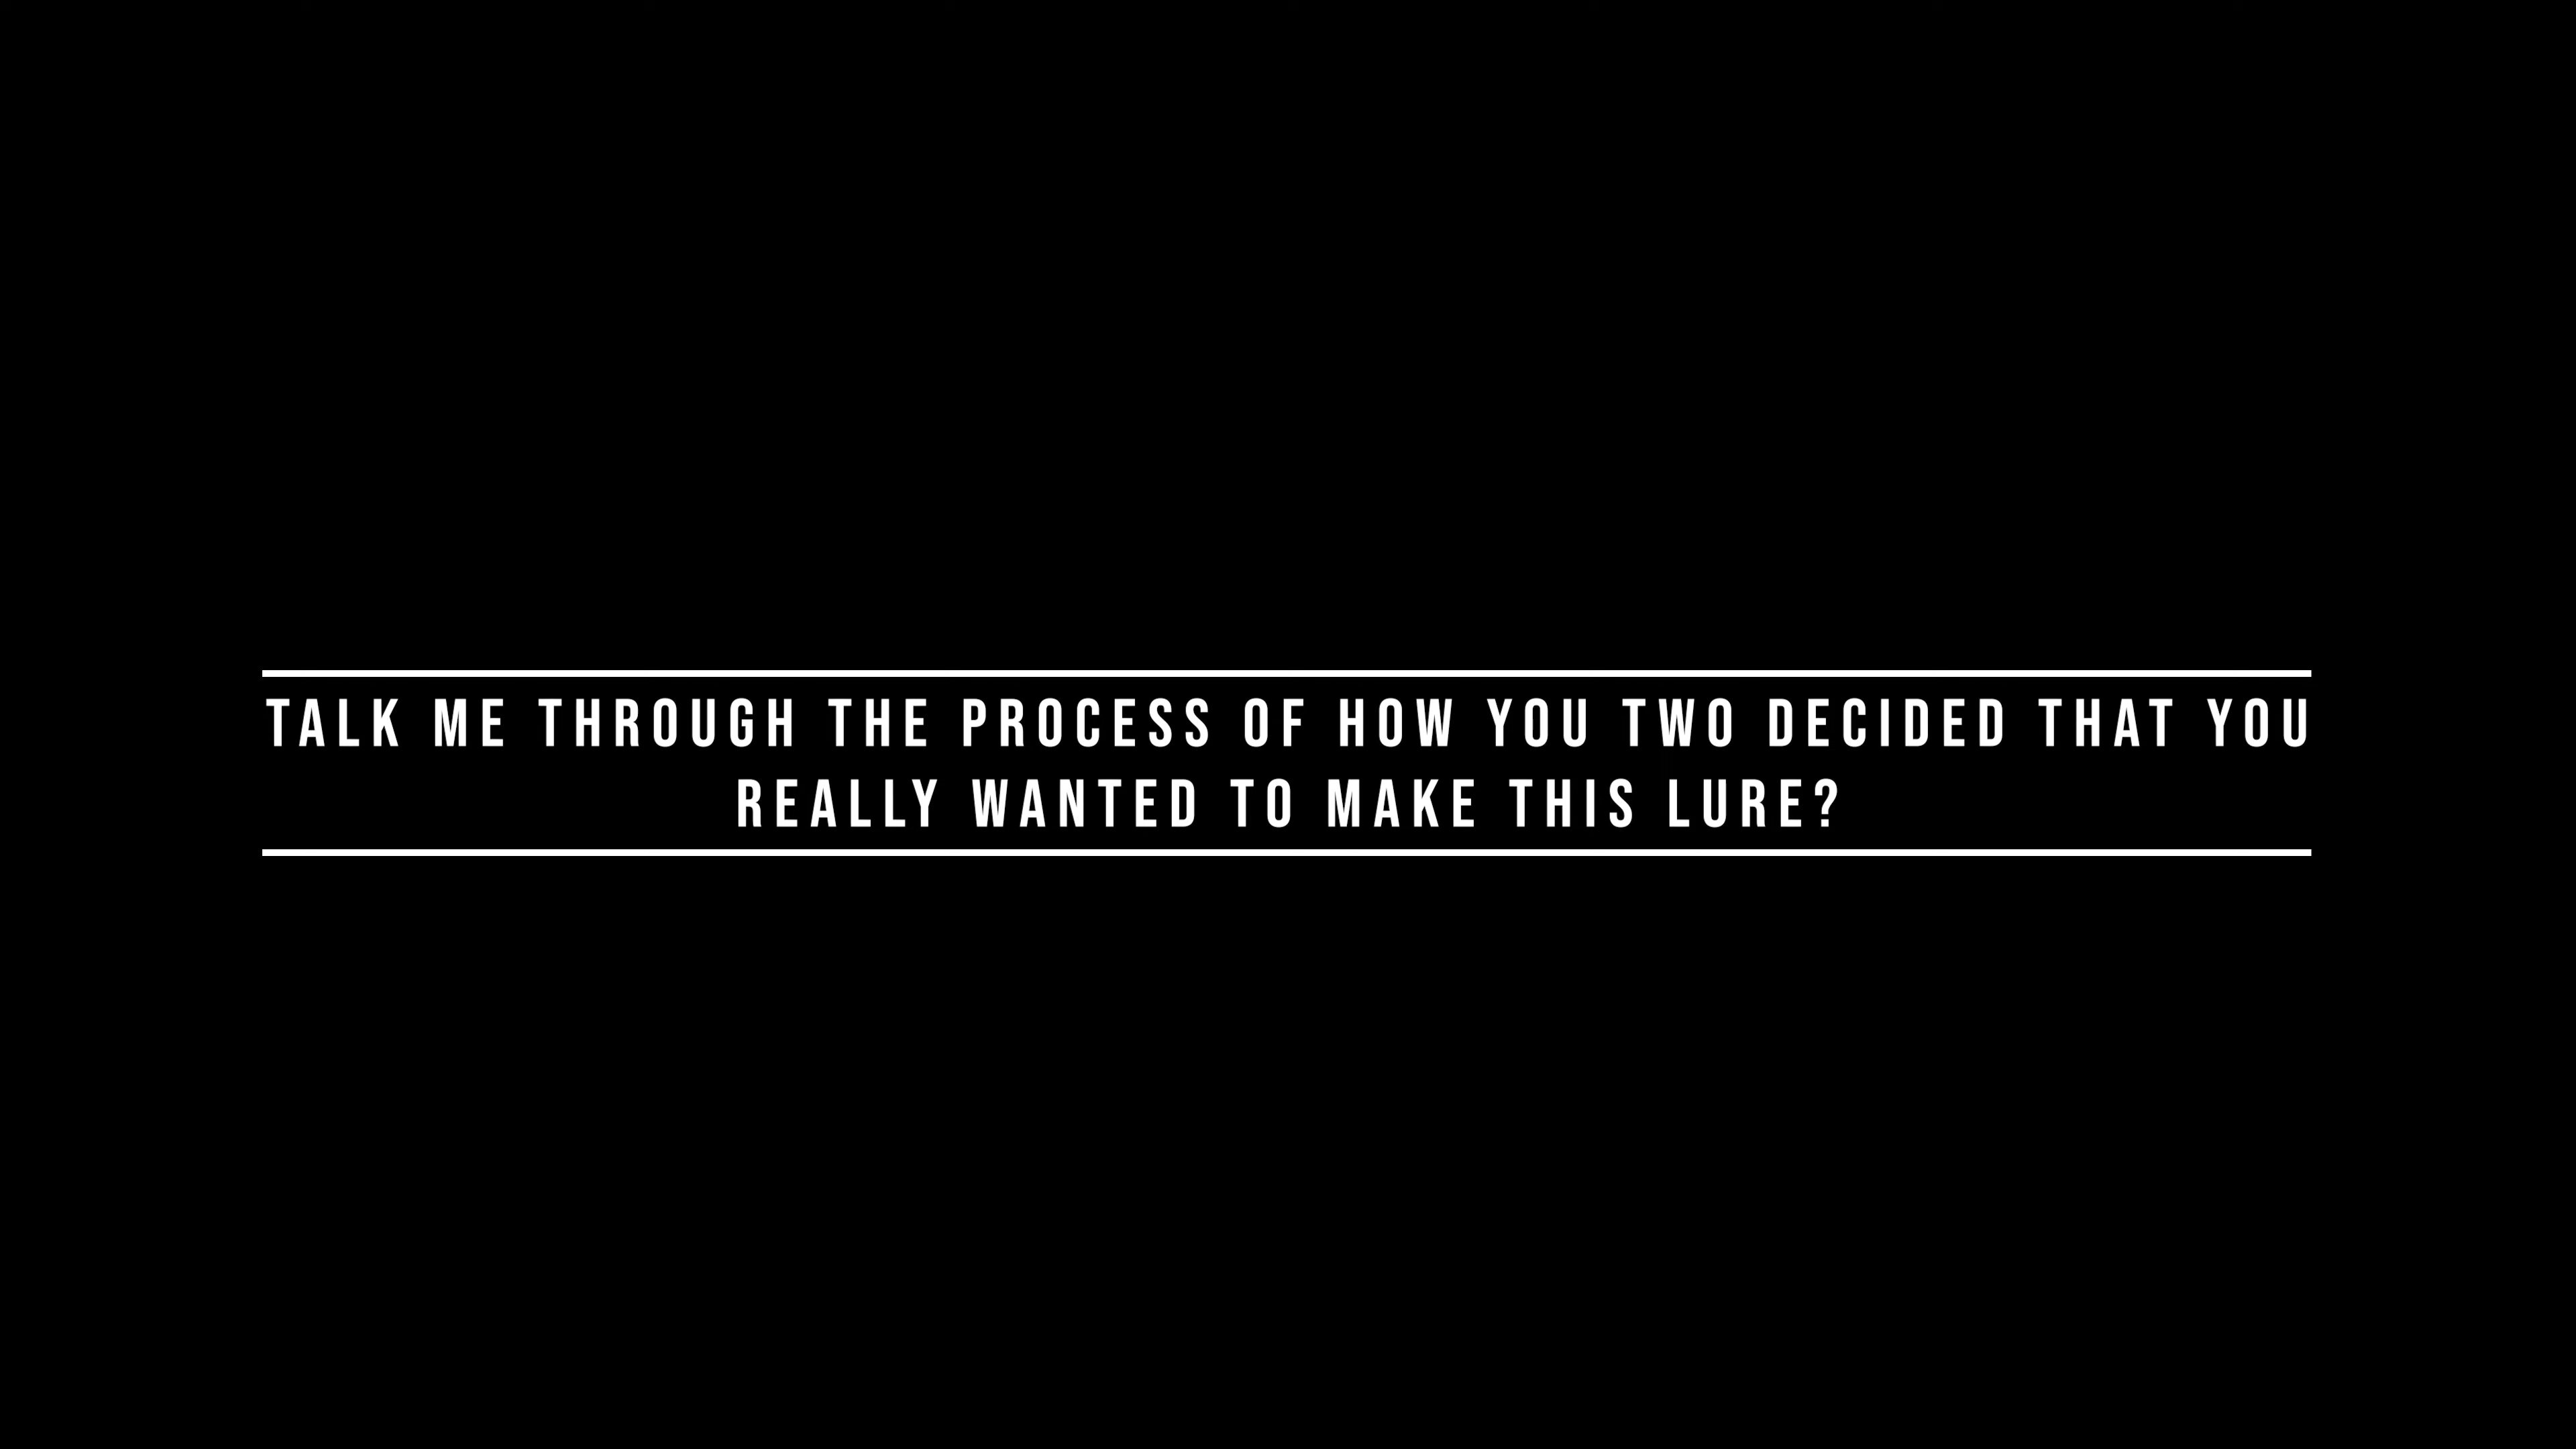 TALK ME THROUGH THE PROCESS OF HOW YOU TWO DECIDED THAT YOU
REALLY WANTED TO MAKE THIS LURE?